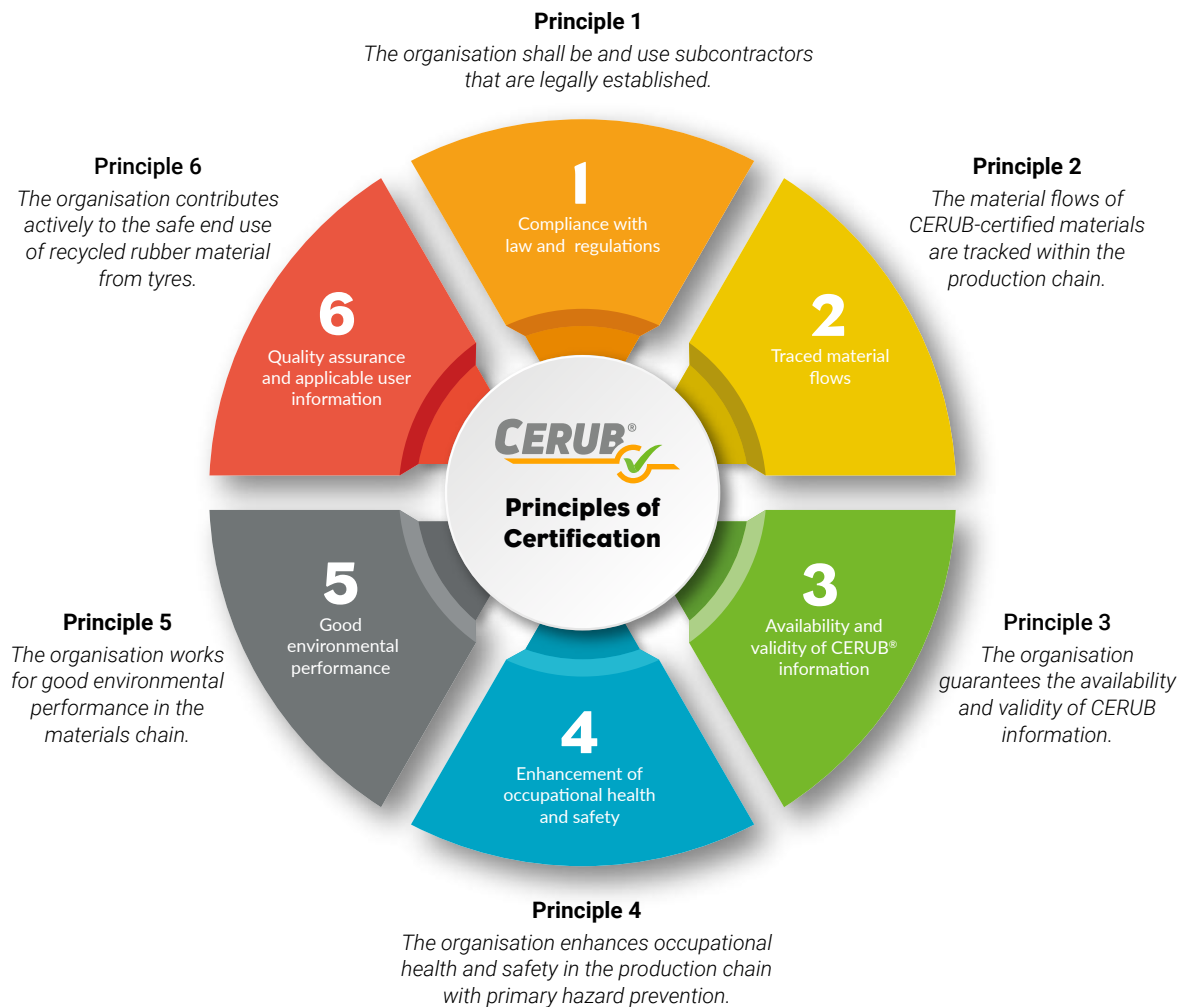 Principle 1
The organisation shall be and use subcontractors
that are legally established.
1
Compliance with
law and regulations
Principle 2
The material flows of
CERUB-certified materials
are tracked within the
production chain.
2
Traced material
flows
Principle 3
The organisation
guarantees the availability
and validity of CERUB
information.
3
Availability and
validity of CERUB®
information
Principle 4
The organisation enhances occupational
health and safety in the production chain
with primary hazard prevention.
4
Enhancement of
occupational health
and safety
Principle 5
The organisation works
for good environmental
performance in the
materials chain.
5
Good
environmental
performance
Principle 6
The organisation contributes
actively to the safe end use
of recycled rubber material
from tyres.
6
Quality assurance
and applicable user
information
CERUB®
Principles of
Certification